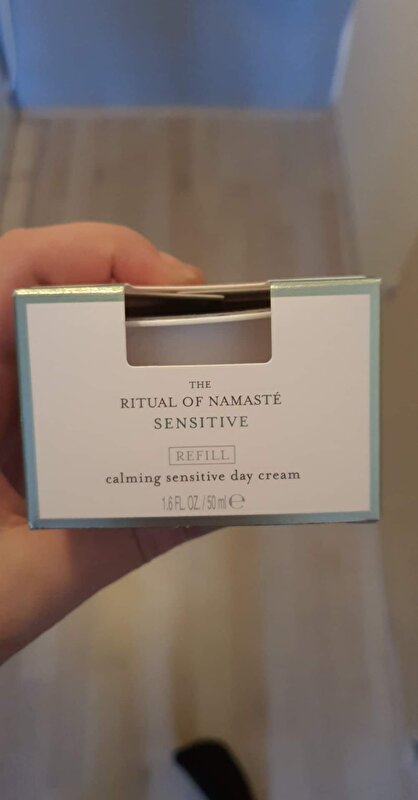 THE
RITUAL OF NAMASTÉ
SENSITIVE
REFILL
calming sensitive day cream
1.6 FL. OZ. / 50 ml ℮